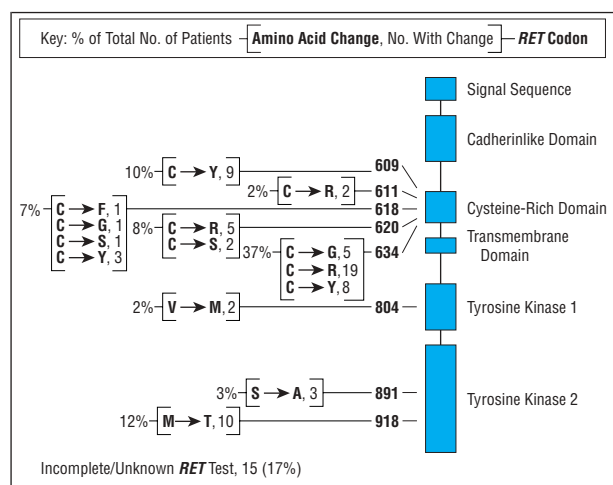 Key: % of Total No. of Patients [Amino Acid Change, No. With Change] RET Codon
Signal Sequence
Cadherinlike Domain
10% [C → Y, 9] 609
2% [C → R, 2] 611
7% [C → F, 1 618
C → G, 1
C → S, 1
C → Y, 3]
Cysteine-Rich Domain
8% [C → R, 5 620
C → S, 2]
37% [C → G, 5 634
C → R, 19
C → Y, 8]
Transmembrane
Domain
2% [V → M, 2] 804
Tyrosine Kinase 1
3% [S → A, 3] 891
Tyrosine Kinase 2
12% [M → T, 10] 918
Incomplete/Unknown RET Test, 15 (17%)